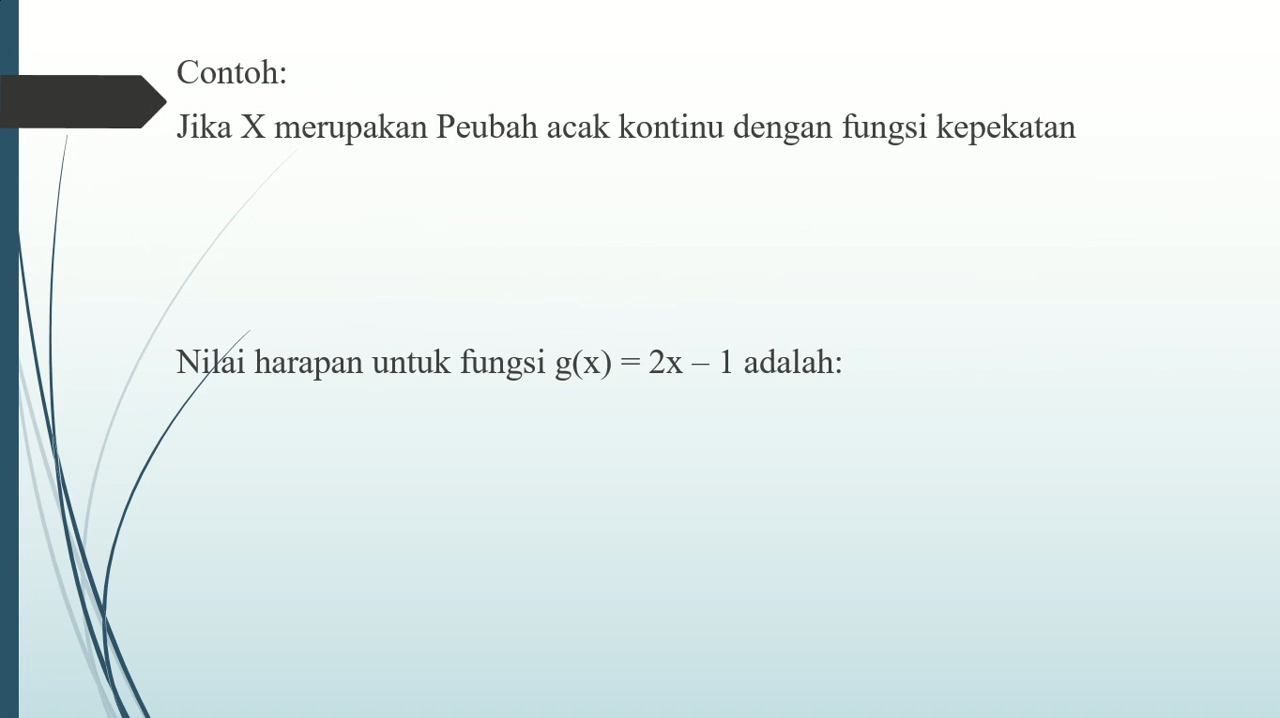 Contoh:
Jika X merupakan Peubah acak kontinu dengan fungsi kepekatan
Nilai harapan untuk fungsi g(x) = 2x – 1 adalah: